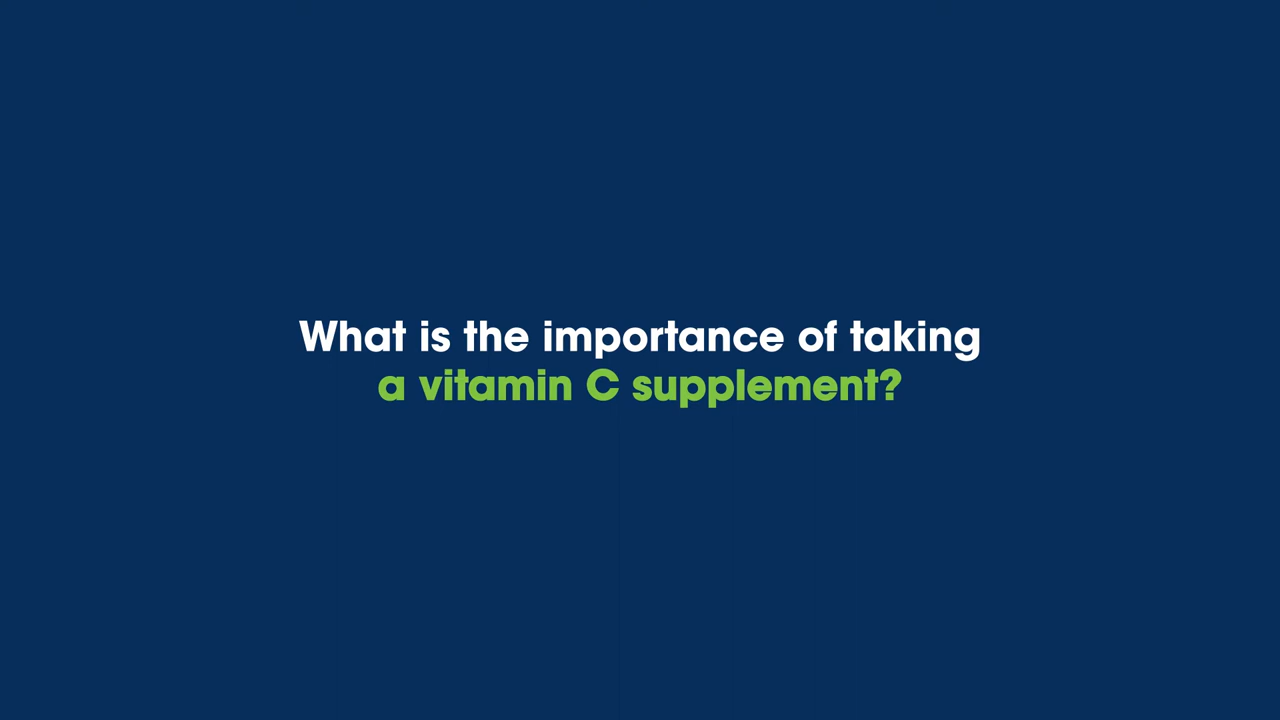 What is the importance of taking
a vitamin C supplement?